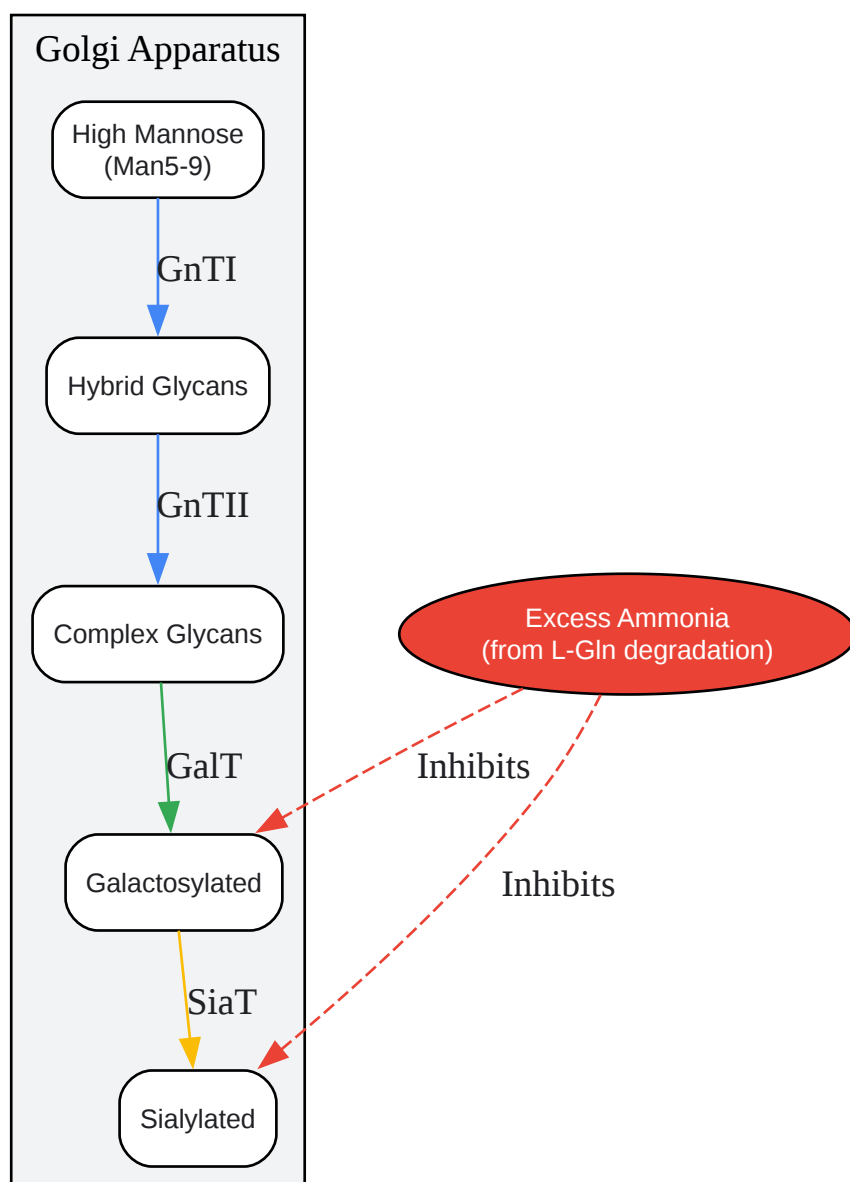 Golgi Apparatus
High Mannose
(Man5-9)
GnTI
Hybrid Glycans
GnTII
Complex Glycans
Excess Ammonia
(from L-Gln degradation)
GalT
Inhibits
Galactosylated
Inhibits
SiaT
Sialylated